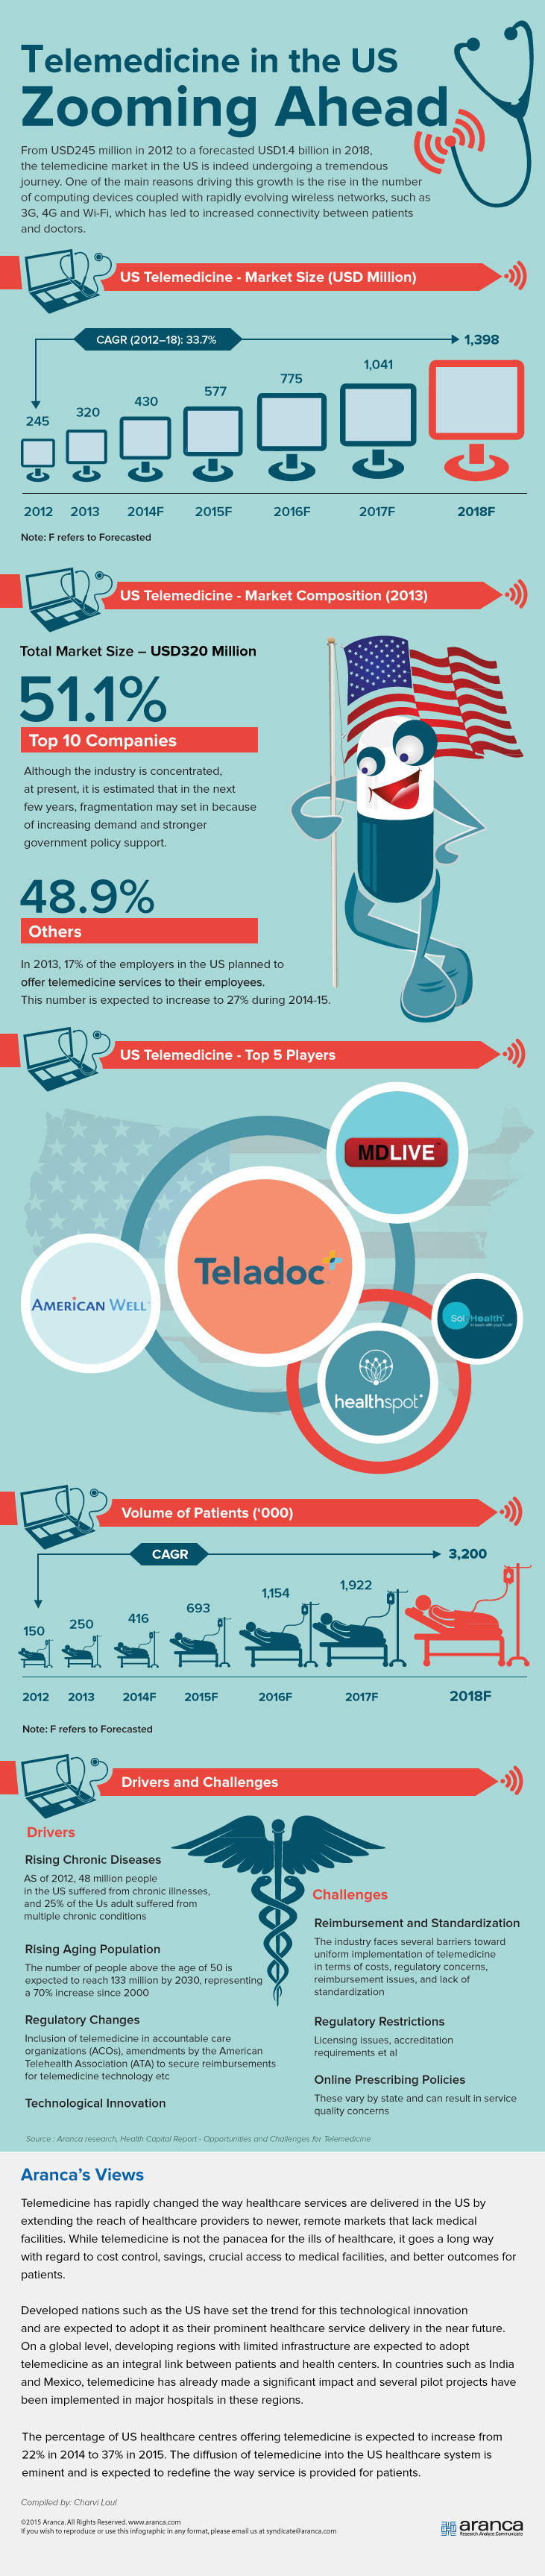 Telemedicine in the US
Zooming Ahead
From USD245 million in 2012 to a forecasted USD1.4 billion in 2018,
the telemedicine market in the US is indeed undergoing a tremendous
journey. One of the main reasons driving this growth is the rise in the number
of computing devices coupled with rapidly evolving wireless networks, such as
3G, 4G and Wi-Fi, which has led to increased connectivity between patients
and doctors.
US Telemedicine - Market Size (USD Million)
CAGR (2012–18): 33.7%
245
320
430
577
775
1,041
1,398
2012 2013 2014F 2015F 2016F 2017F 2018F
Note: F refers to Forecasted
US Telemedicine - Market Composition (2013)
Total Market Size – USD320 Million
51.1%
Top 10 Companies
Although the industry is concentrated,
at present, it is estimated that in the next
few years, fragmentation may set in because
of increasing demand and stronger
government policy support.
48.9%
Others
In 2013, 17% of the employers in the US planned to
offer telemedicine services to their employees.
This number is expected to increase to 27% during 2014-15.
US Telemedicine - Top 5 Players
MDLIVE
Teladoc
AMERICAN WELL
Sol Health
healthspot
Volume of Patients (‘000)
CAGR
150
250
416
693
1,154
1,922
3,200
2012 2013 2014F 2015F 2016F 2017F 2018F
Note: F refers to Forecasted
Drivers and Challenges
Drivers
Rising Chronic Diseases
AS of 2012, 48 million people
in the US suffered from chronic illnesses,
and 25% of the Us adult suffered from
multiple chronic conditions
Rising Aging Population
The number of people above the age of 50 is
expected to reach 133 million by 2030, representing
a 70% increase since 2000
Regulatory Changes
Inclusion of telemedicine in accountable care
organizations (ACOs), amendments by the American
Telehealth Association (ATA) to secure reimbursements
for telemedicine technology etc
Technological Innovation
Challenges
Reimbursement and Standardization
The industry faces several barriers toward
uniform implementation of telemedicine
in terms of costs, regulatory concerns,
reimbursement issues, and lack of
standardization
Regulatory Restrictions
Licensing issues, accreditation
requirements et al
Online Prescribing Policies
These vary by state and can result in service
quality concerns
Source : Aranca research, Health Capital Report - Opportunities and Challenges for Telemedicine
Aranca's Views
Telemedicine has rapidly changed the way healthcare services are delivered in the US by
extending the reach of healthcare providers to newer, remote markets that lack medical
facilities. While telemedicine is not the panacea for the ills of healthcare, it goes a long way
with regard to cost control, savings, crucial access to medical facilities, and better outcomes for
patients.
Developed nations such as the US have set the trend for this technological innovation
and are expected to adopt it as their prominent healthcare service delivery in the near future.
On a global level, developing regions with limited infrastructure are expected to adopt
telemedicine as an integral link between patients and health centers. In countries such as India
and Mexico, telemedicine has already made a significant impact and several pilot projects have
been implemented in major hospitals in these regions.
The percentage of US healthcare centres offering telemedicine is expected to increase from
22% in 2014 to 37% in 2015. The diffusion of telemedicine into the US healthcare system is
eminent and is expected to redefine the way service is provided for patients.
Compiled by: Charvi Laul
©2015 Aranca. All Rights Reserved. www.aranca.com
If you wish to reproduce or use this infographic in any format, please email us at syndicate@aranca.com
aranca
Research. Analyze. Communicate